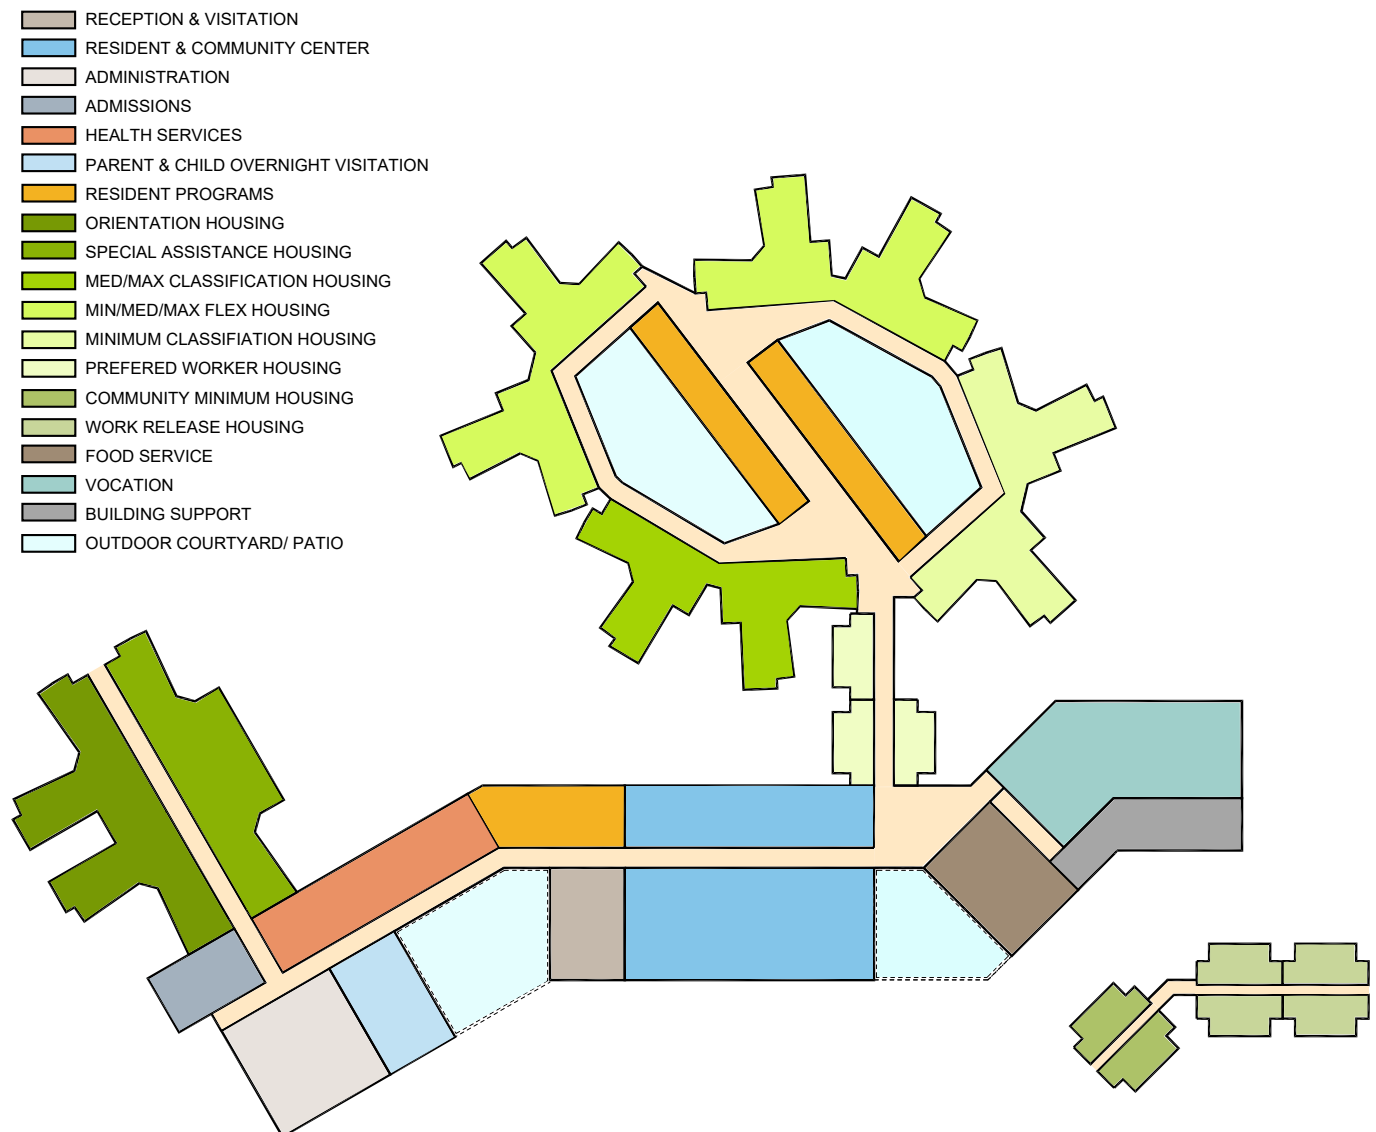 RECEPTION & VISITATION
RESIDENT & COMMUNITY CENTER
ADMINISTRATION
ADMISSIONS
HEALTH SERVICES
PARENT & CHILD OVERNIGHT VISITATION
RESIDENT PROGRAMS
ORIENTATION HOUSING
SPECIAL ASSISTANCE HOUSING
MED/MAX CLASSIFICATION HOUSING
MIN/MED/MAX FLEX HOUSING
MINIMUM CLASSIFIATION HOUSING
PREFERED WORKER HOUSING
COMMUNITY MINIMUM HOUSING
WORK RELEASE HOUSING
FOOD SERVICE
VOCATION
BUILDING SUPPORT
OUTDOOR COURTYARD/ PATIO